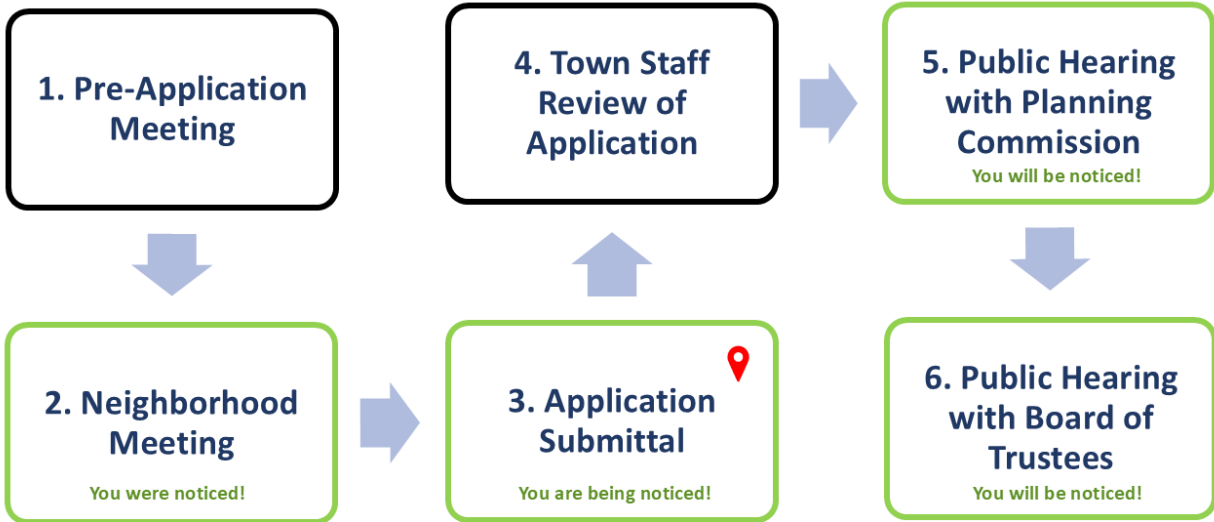 1. Pre-Application
Meeting
2. Neighborhood
Meeting
You were noticed!
3. Application
Submittal
You are being noticed!
4. Town Staff
Review of
Application
5. Public Hearing
with Planning
Commission
You will be noticed!
6. Public Hearing
with Board of
Trustees
You will be noticed!